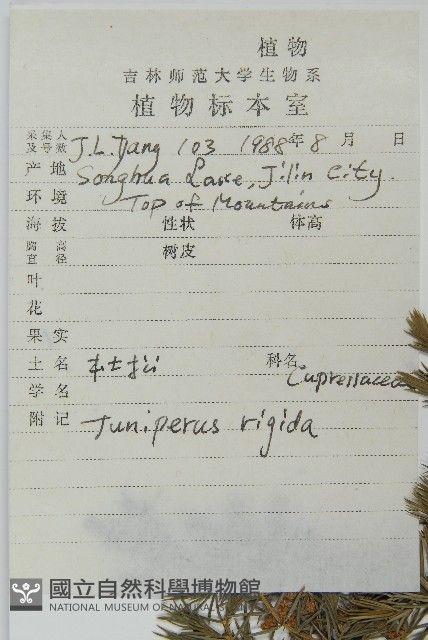 植物
吉林师范大学生物系
植物标本室
采集人及号数 J.L. 103 1988年8月 日
产地 Songhua Lake, Jilin City.
环境 Top of Mountains
海拔 性状 体高
胸高直径 树皮
叶
花
果实
土名 杜松 科名 Cupressaceae
学名
附记 Juniperus rigida
國立自然科學博物館
NATIONAL MUSEUM OF NATURAL